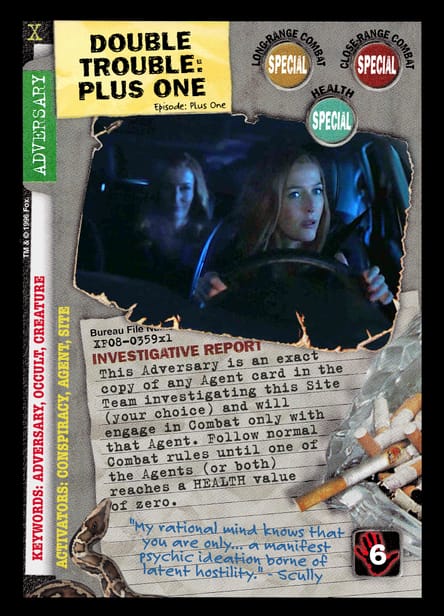 X
DOUBLE
TROUBLE:
PLUS ONE
Episode: Plus One
LONG-RANGE COMBAT
SPECIAL
CLOSE-RANGE COMBAT
SPECIAL
HEALTH
SPECIAL
ADVERSARY
TM & © 1996 Fox.
KEYWORDS: ADVERSARY, OCCULT, CREATURE
ACTIVATORS: CONSPIRACY, AGENT, SITE
Bureau File
XF08-0359x1
INVESTIGATIVE REPORT
This Adversary is an exact
copy of any Agent card in the
Team investigating this Site
(your choice) and will
engage in Combat only with
that Agent. Follow normal
Combat rules until one of
the Agents (or both)
reaches a HEALTH value
of zero.
"My rational mind knows that
you are only... a manifest
psychic ideation borne of
latent hostility." - Scully
6